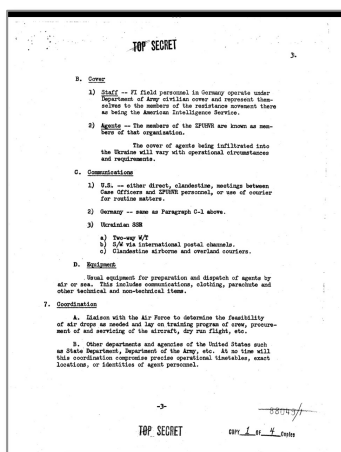 TOP SECRET
3.
B. Cover
1) Staff -- FI field personnel in Germany operate under
Department of Army civilian cover and represent them-
selves to the members of the resistance movement there
as being the American Intelligence Service.
2) Agents -- The members of the ZPUHVR are known as mem-
bers of that organization.
The cover of agents being infiltrated into
the Ukraine will vary with operational circumstances
and requirements.
C. Communications
1) U.S. -- either direct, clandestine, meetings between
Case Officers and ZPUHVR personnel, or use of courier
for routine matters.
2) Germany -- same as Paragraph C-1 above.
3) Ukrainian SSR
a) Two-way W/T
b) S/W via international postal channels.
c) Clandestine airborne and overland couriers.
D. Equipment
Usual equipment for preparation and dispatch of agents by
air or sea. This includes communications, clothing, parachute and
other technical and non-technical items.
7. Coordination
A. Liaison with the Air Force to determine the feasibility
of air drops as needed and lay on training program of crew, procure-
ment of and servicing of the aircraft, dry run flight, etc.
B. Other departments and agencies of the United States such
as State Department, Department of the Army, etc. At no time will
this coordination compromise precise operational timetables, exact
locations, or identities of agent personnel.
-3-
88049/1
TOP SECRET
COPY 1 OF 4 Copies